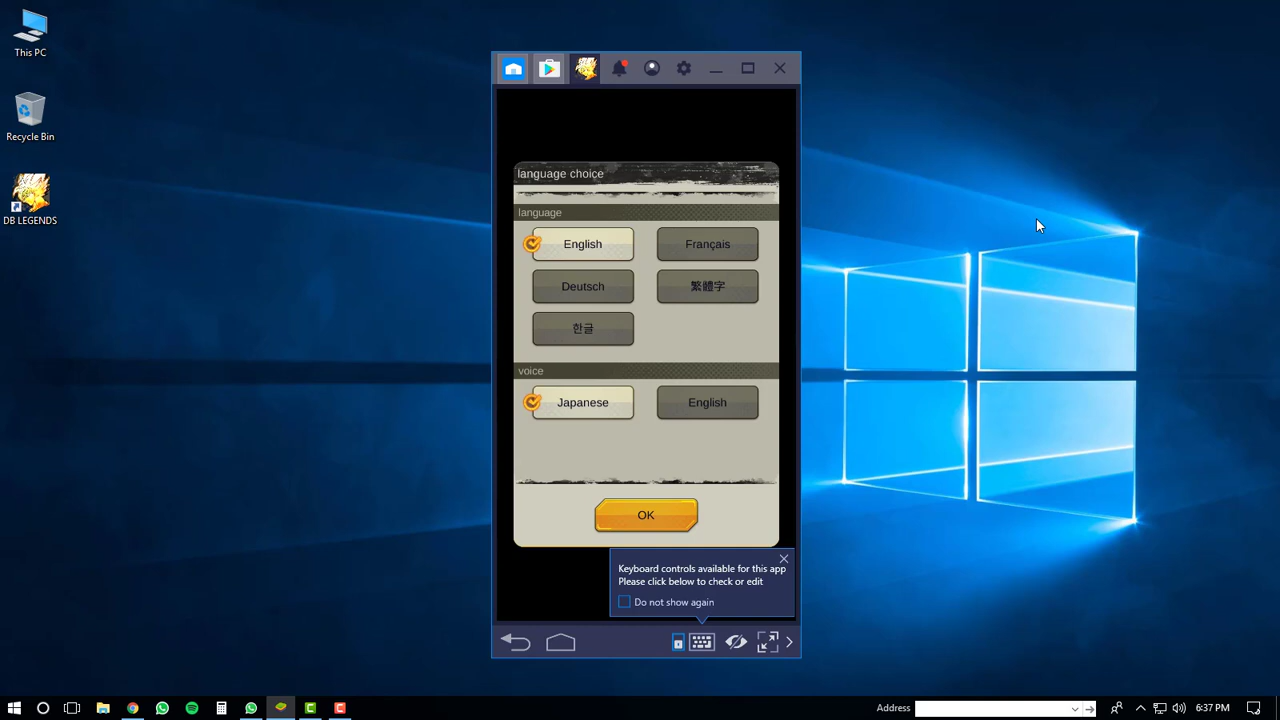 This PC
Recycle Bin
DB LEGENDS
language choice
language
English
Français
Deutsch
繁體字
한글
voice
Japanese
English
OK
Keyboard controls available for this app
Please click below to check or edit
Do not show again
Address
6:37 PM